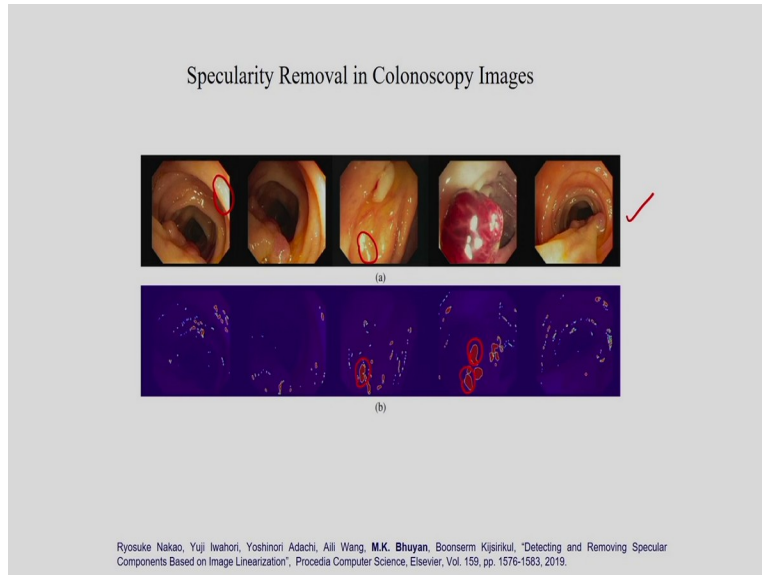 Specularity Removal in Colonoscopy Images
(a)
(b)
Ryosuke Nakao, Yuji Iwahori, Yoshinori Adachi, Aili Wang, M.K. Bhuyan, Boonserm Kijsirikul, “Detecting and Removing Specular
Components Based on Image Linearization”, Procedia Computer Science, Elsevier, Vol. 159, pp. 1576-1583, 2019.